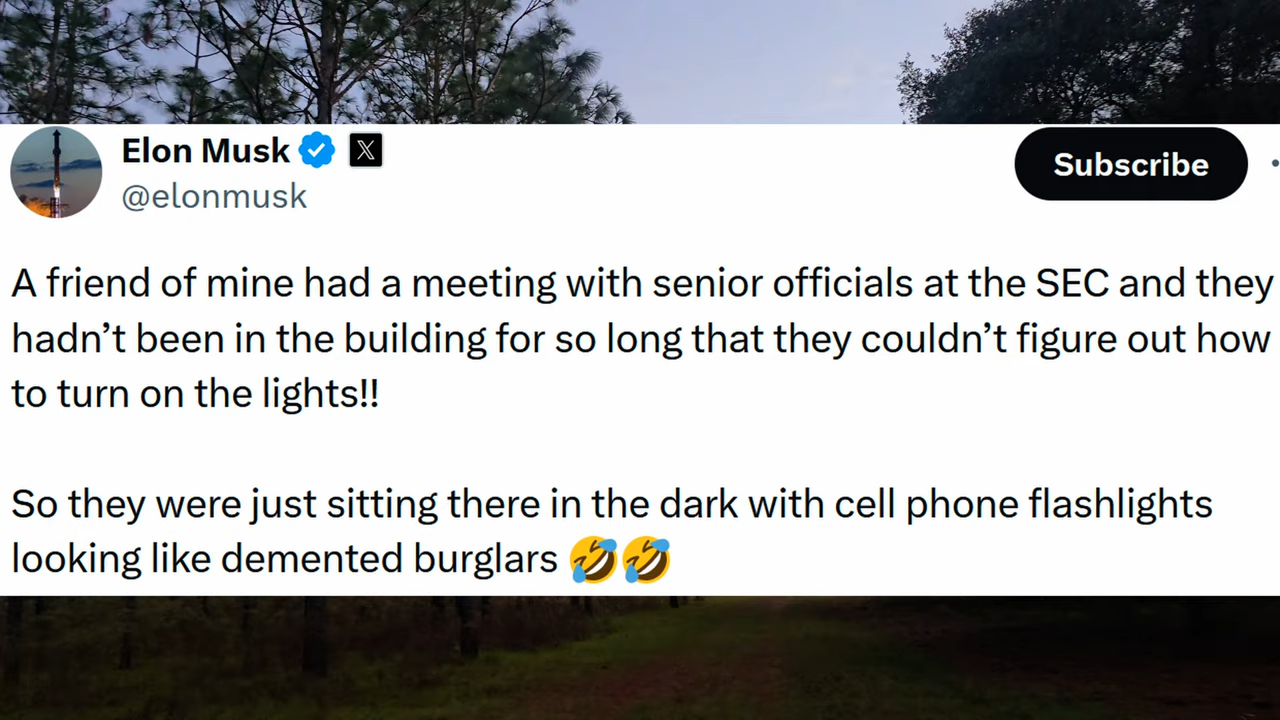 Elon Musk
@elonmusk
Subscribe
A friend of mine had a meeting with senior officials at the SEC and they
hadn’t been in the building for so long that they couldn’t figure out how
to turn on the lights!!
So they were just sitting there in the dark with cell phone flashlights
looking like demented burglars 🤣🤣